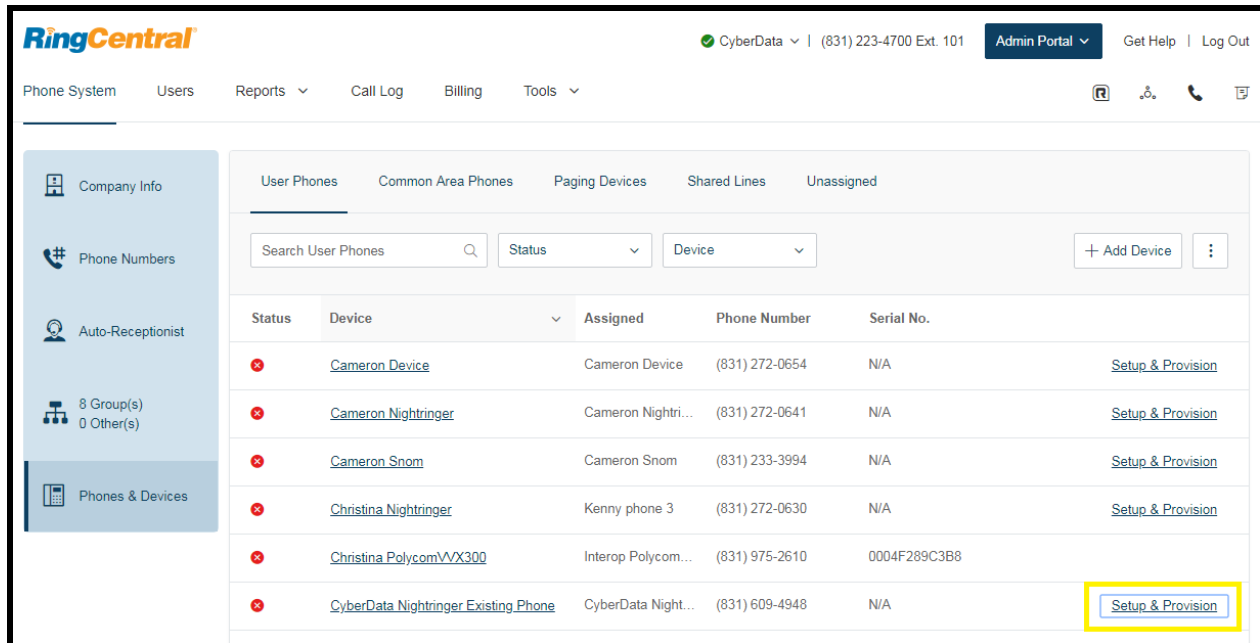 RingCentral®
CyberData | (831) 223-4700 Ext. 101 Admin Portal Get Help | Log Out
Phone System Users Reports Call Log Billing Tools
Company Info
Phone Numbers
Auto-Receptionist
8 Group(s)
0 Other(s)
Phones & Devices
User Phones Common Area Phones Paging Devices Shared Lines Unassigned
Search User Phones Status Device + Add Device
Status Device Assigned Phone Number Serial No.
Cameron Device Cameron Device (831) 272-0654 N/A Setup & Provision
Cameron Nightringer Cameron Nightri... (831) 272-0641 N/A Setup & Provision
Cameron Snom Cameron Snom (831) 233-3994 N/A Setup & Provision
Christina Nightringer Kenny phone 3 (831) 272-0630 N/A Setup & Provision
Christina PolycomVVX300 Interop Polycom... (831) 975-2610 0004F289C3B8
CyberData Nightringer Existing Phone CyberData Night... (831) 609-4948 N/A Setup & Provision